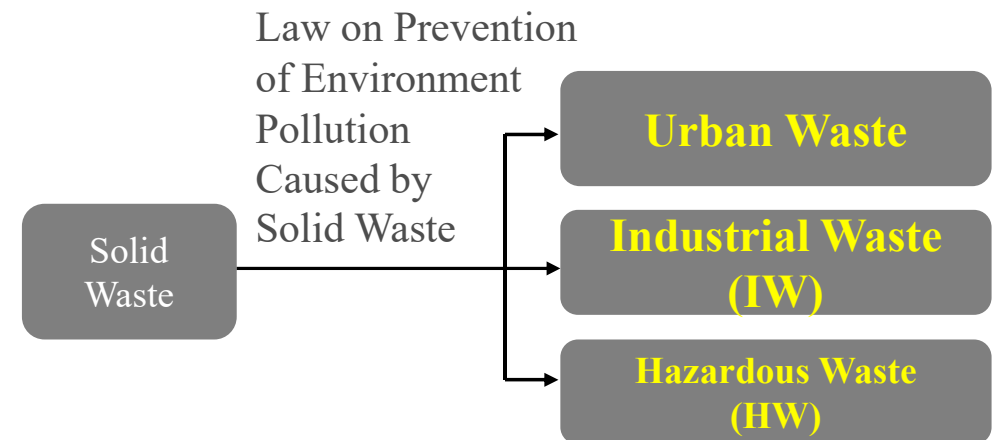 Law on Prevention
of Environment
Pollution
Caused by
Solid Waste
Solid
Waste
Urban Waste
Industrial Waste
(IW)
Hazardous Waste
(HW)